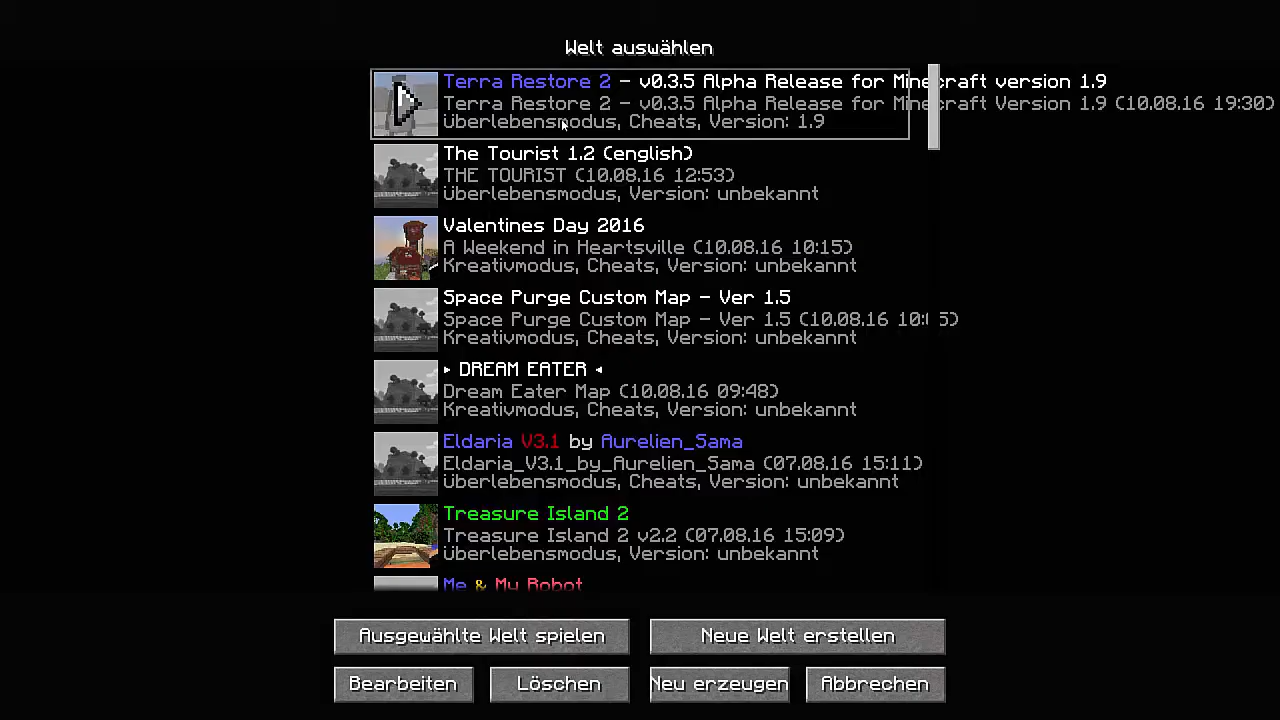 Welt auswählen
Terra Restore 2 - v0.3.5 Alpha Release for Minecraft version 1.9
Terra Restore 2 - v0.3.5 Alpha Release for Minecraft Version 1.9 (10.08.16 19:30)
Überlebensmodus, Cheats, Version: 1.9
The Tourist 1.2 (english)
THE TOURIST (10.08.16 12:53)
Überlebensmodus, Version: unbekannt
Valentines Day 2016
A Weekend in Heartsville (10.08.16 10:15)
Kreativmodus, Cheats, Version: unbekannt
Space Purge Custom Map - Ver 1.5
Space Purge Custom Map - Ver 1.5 (10.08.16 10:05)
Kreativmodus, Cheats, Version: unbekannt
▸ DREAM EATER ◂
Dream Eater Map (10.08.16 09:48)
Kreativmodus, Cheats, Version: unbekannt
Eldaria V3.1 by Aurelien_Sama
Eldaria_V3.1_by_Aurelien_Sama (07.08.16 15:11)
Überlebensmodus, Cheats, Version: unbekannt
Treasure Island 2
Treasure Island 2 v2.2 (07.08.16 15:09)
Überlebensmodus, Version: unbekannt
Me & My Robot
Ausgewählte Welt spielen
Neue Welt erstellen
Bearbeiten
Löschen
Neu erzeugen
Abbrechen